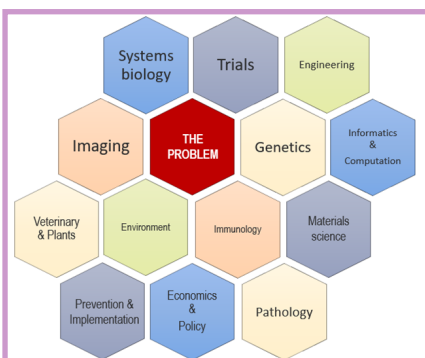 Systems
biology
Trials
Engineering
Imaging
THE
PROBLEM
Genetics
Informatics
&
Computation
Veterinary
& Plants
Environment
Immunology
Materials
science
Prevention &
Implementation
Economics
&
Policy
Pathology